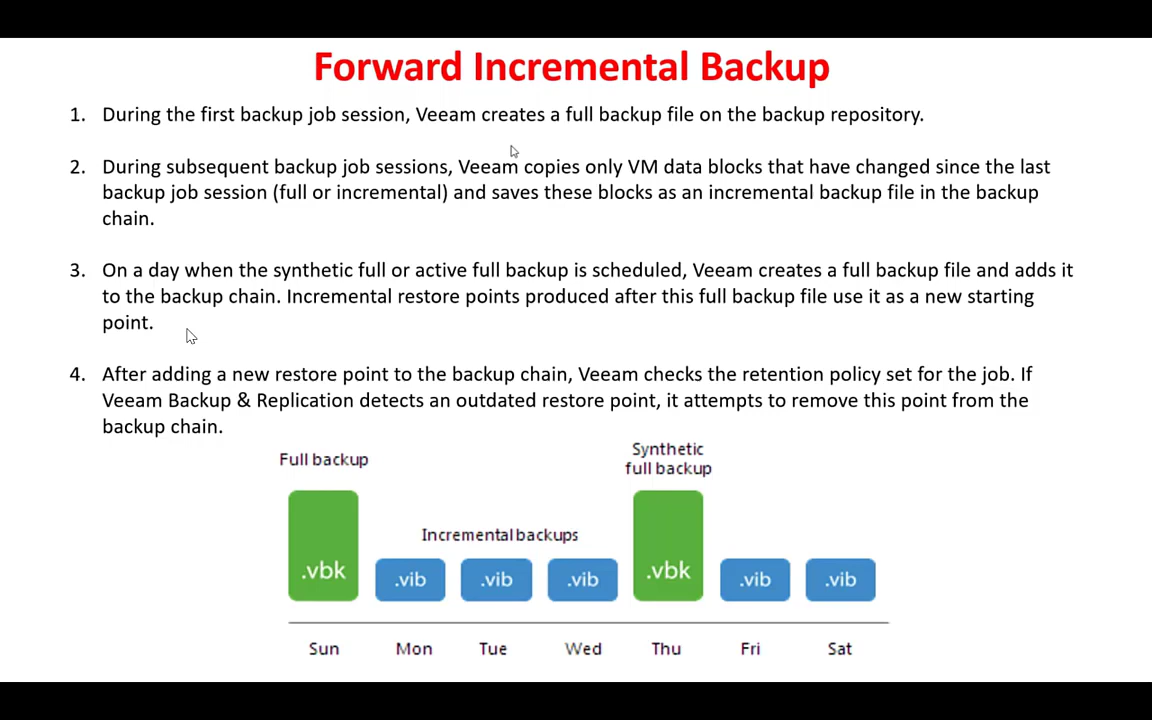 Forward Incremental Backup
1. During the first backup job session, Veeam creates a full backup file on the backup repository.
2. During subsequent backup job sessions, Veeam copies only VM data blocks that have changed since the last
backup job session (full or incremental) and saves these blocks as an incremental backup file in the backup
chain.
3. On a day when the synthetic full or active full backup is scheduled, Veeam creates a full backup file and adds it
to the backup chain. Incremental restore points produced after this full backup file use it as a new starting
point.
4. After adding a new restore point to the backup chain, Veeam checks the retention policy set for the job. If
Veeam Backup & Replication detects an outdated restore point, it attempts to remove this point from the
backup chain.
Full backup
Synthetic
full backup
Incremental backups
.vbk .vib .vib .vib .vbk .vib .vib
Sun Mon Tue Wed Thu Fri Sat